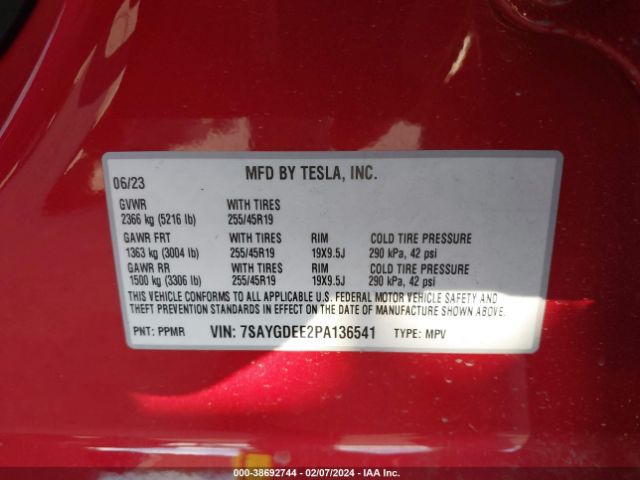 MFD BY TESLA, INC.
06/23
GVWR WITH TIRES
2366 kg (5216 lb) 255/45R19
GAWR FRT WITH TIRES RIM COLD TIRE PRESSURE
1363 kg (3004 lb) 255/45R19 19X9.5J 290 kPa, 42 psi
GAWR RR WITH TIRES RIM COLD TIRE PRESSURE
1500 kg (3306 lb) 255/45R19 19X9.5J 290 kPa, 42 psi
THIS VEHICLE CONFORMS TO ALL APPLICABLE U.S. FEDERAL MOTOR VEHICLE SAFETY AND
THEFT PREVENTION STANDARDS IN EFFECT ON THE DATE OF MANUFACTURE SHOWN ABOVE.
PNT: PPMR VIN: 7SAYGDEE2PA136541 TYPE: MPV
000-38692744 - 02/07/2024 - IAA Inc.